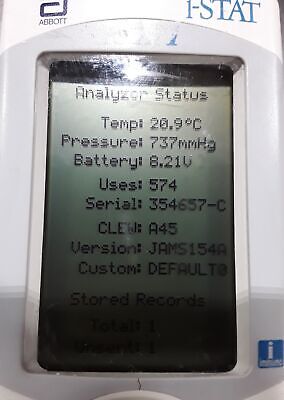 ABBOTT
i-STAT
Analyzer Status
Temp: 20.9°C
Pressure: 737mmHg
Battery: 8.21V
Uses: 574
Serial: 354657-C
CLEW: A45
Version: JAMS154A
Custom: DEFAULT0
Stored Records
Total: 1
Unsent: 1
i